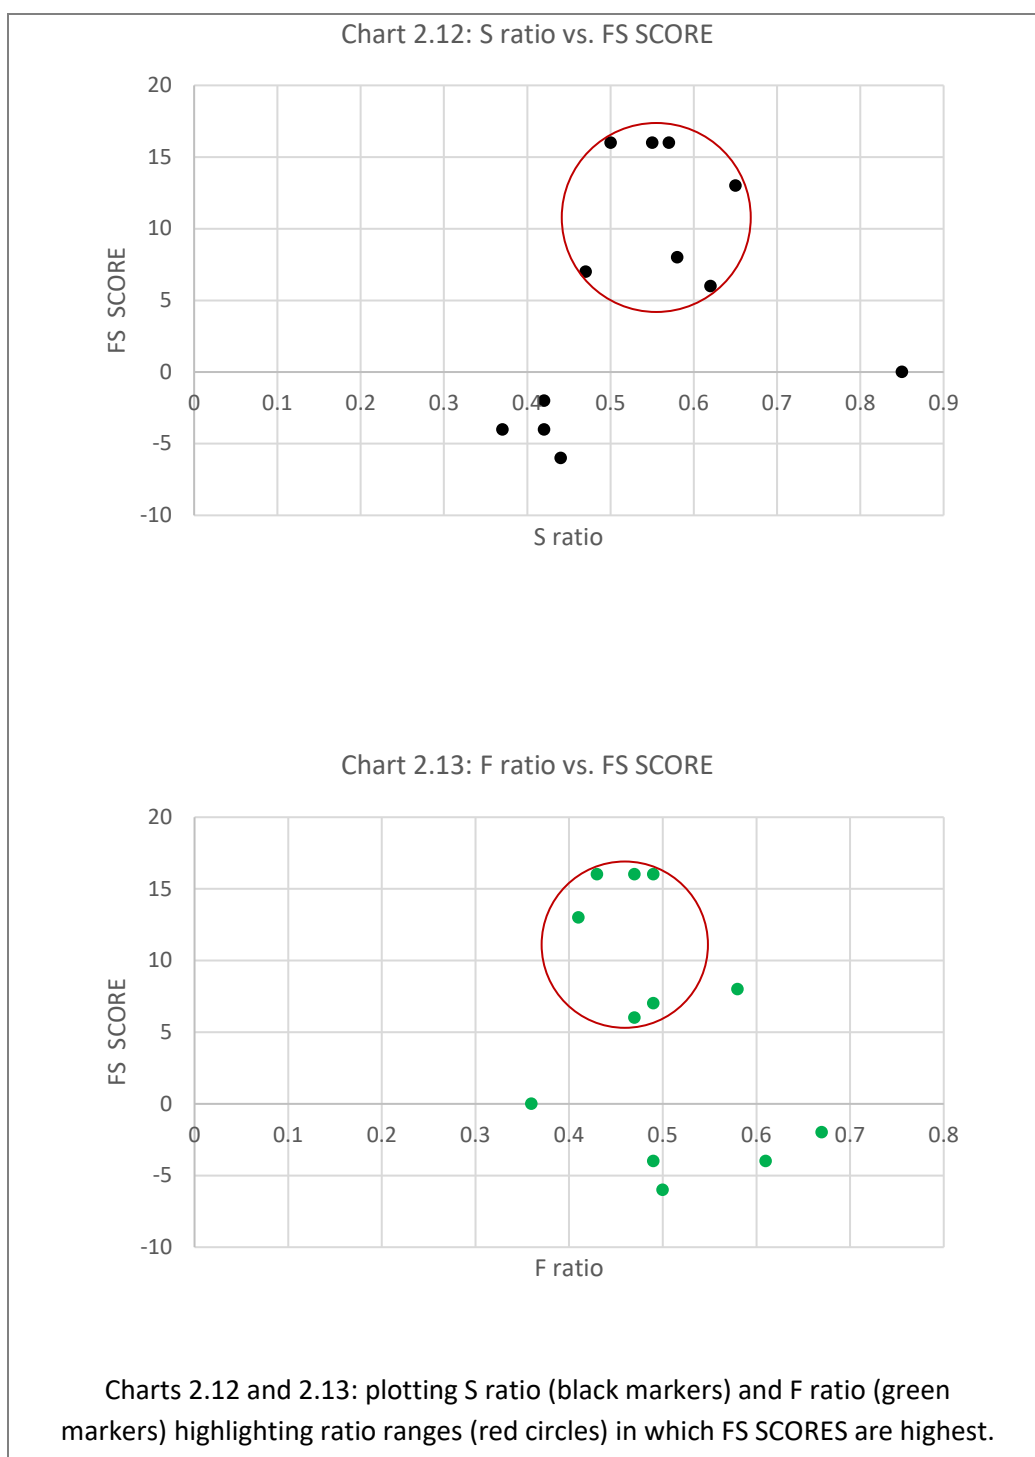 Chart 2.12: S ratio vs. FS SCORE
20
15
10
5
0
-5
-10
FS SCORE
0 0.1 0.2 0.3 0.4 0.5 0.6 0.7 0.8 0.9
S ratio
Chart 2.13: F ratio vs. FS SCORE
20
15
10
5
0
-5
-10
FS SCORE
0 0.1 0.2 0.3 0.4 0.5 0.6 0.7 0.8
F ratio
Charts 2.12 and 2.13: plotting S ratio (black markers) and F ratio (green
markers) highlighting ratio ranges (red circles) in which FS SCORES are highest.